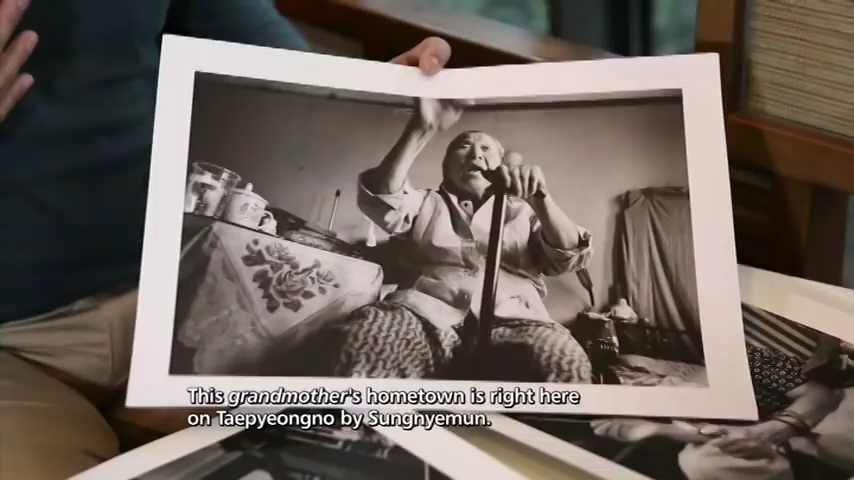 This grandmother's hometown is right here
on Taepyeongno by Sungnyemun.